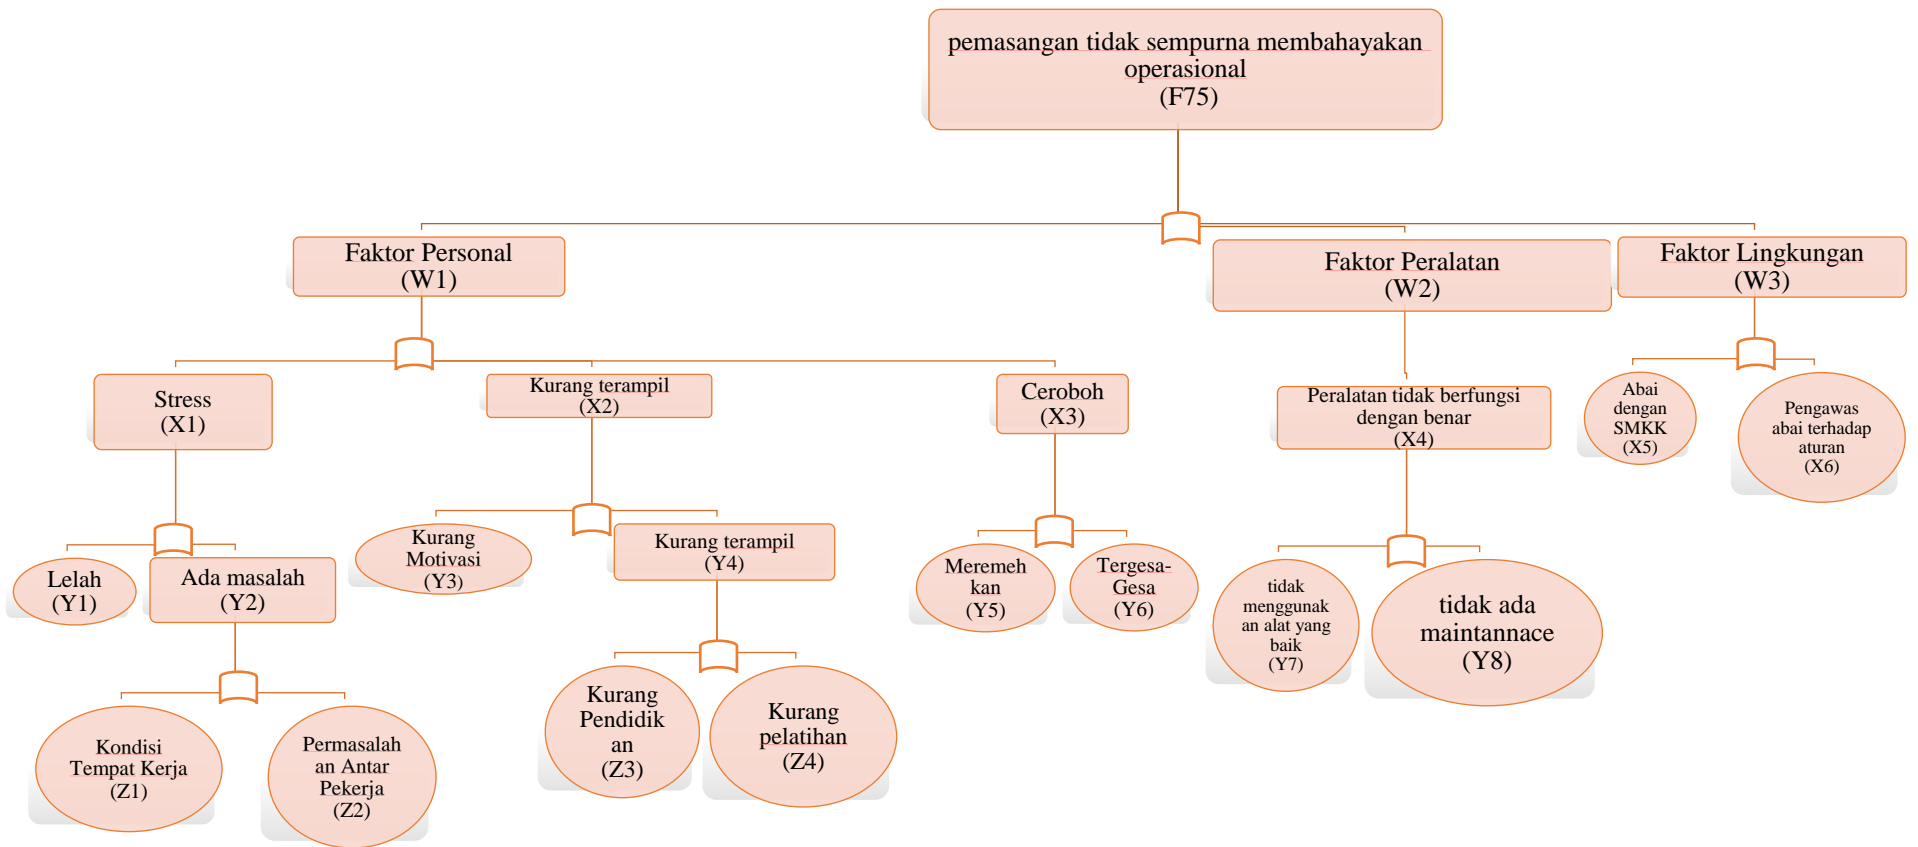 pemasangan tidak sempurna membahayakan
operasional
(F75)
Faktor Personal
(W1)
Faktor Peralatan
(W2)
Faktor Lingkungan
(W3)
Stress
(X1)
Kurang terampil
(X2)
Ceroboh
(X3)
Peralatan tidak berfungsi
dengan benar
(X4)
Abai
dengan
SMKK
(X5)
Pengawas
abai terhadap
aturan
(X6)
Lelah
(Y1)
Ada masalah
(Y2)
Kurang
Motivasi
(Y3)
Kurang terampil
(Y4)
Meremeh
kan
(Y5)
Tergesa-
Gesa
(Y6)
tidak
menggunak
an alat yang
baik
(Y7)
tidak ada
maintannace
(Y8)
Kondisi
Tempat Kerja
(Z1)
Permasalah
an Antar
Pekerja
(Z2)
Kurang
Pendidik
an
(Z3)
Kurang
pelatihan
(Z4)